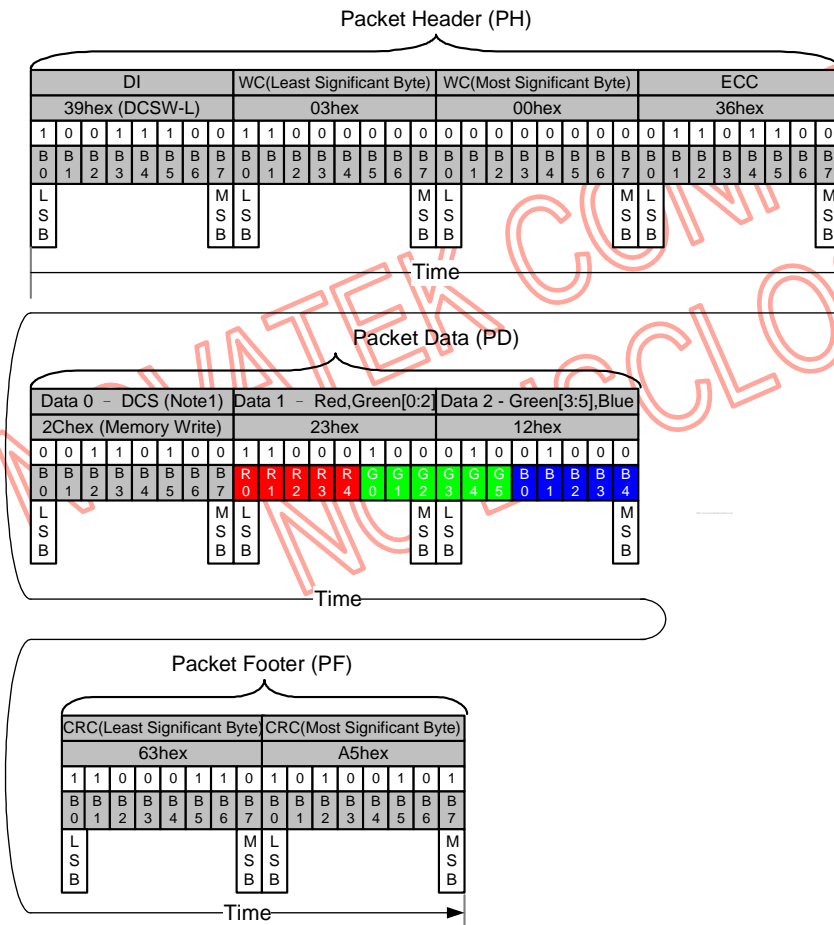 Packet Header (PH)
DI WC(Least Significant Byte) WC(Most Significant Byte) ECC
39hex (DCSW-L) 03hex 00hex 36hex
1 0 0 1 1 1 0 0 1 1 0 0 0 0 0 0 0 0 0 0 0 0 0 0 0 1 1 0 1 1 0 0
B0 B1 B2 B3 B4 B5 B6 B7 B0 B1 B2 B3 B4 B5 B6 B7 B0 B1 B2 B3 B4 B5 B6 B7 B0 B1 B2 B3 B4 B5 B6 B7
LSB MSB LSB MSB LSB MSB LSB MSB
Time
Packet Data (PD)
Data 0 – DCS (Note1) Data 1 – Red,Green[0:2] Data 2 - Green[3:5],Blue
2Chex (Memory Write) 23hex 12hex
0 0 1 1 0 1 0 0 1 1 0 0 0 1 0 0 0 1 0 0 1 0 0 0
B0 B1 B2 B3 B4 B5 B6 B7 R0 R1 R2 R3 R4 G0 G1 G2 G3 G4 G5 B0 B1 B2 B3 B4
LSB MSB LSB MSB LSB MSB
Time
Packet Footer (PF)
CRC(Least Significant Byte) CRC(Most Significant Byte)
63hex A5hex
1 1 0 0 0 1 1 0 1 0 1 0 0 1 0 1
B0 B1 B2 B3 B4 B5 B6 B7 B0 B1 B2 B3 B4 B5 B6 B7
LSB MSB LSB MSB
Time